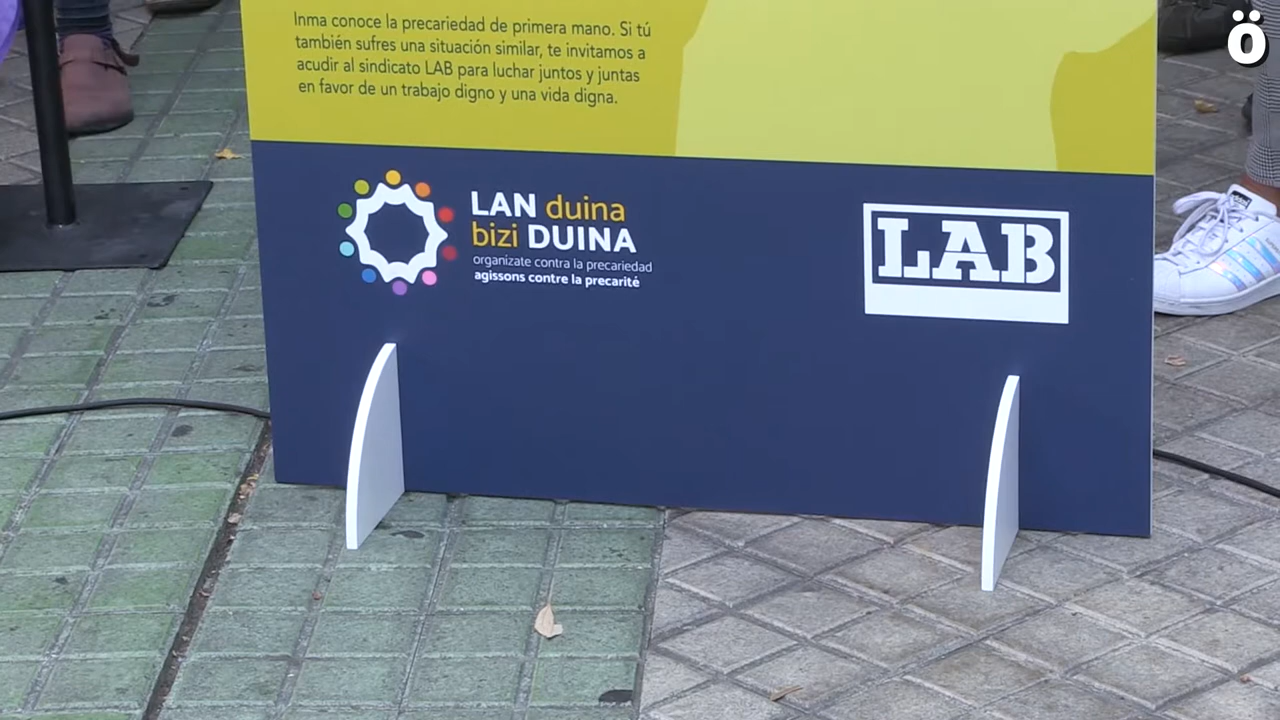 Inma conoce la precariedad de primera mano. Si tú
también sufres una situación similar, te invitamos a
acudir al sindicato LAB para luchar juntos y juntas
en favor de un trabajo digno y una vida digna.
LAN duina
bizi DUINA
organizate contra la precariedad
agissons contre la precarité
LAB
ö